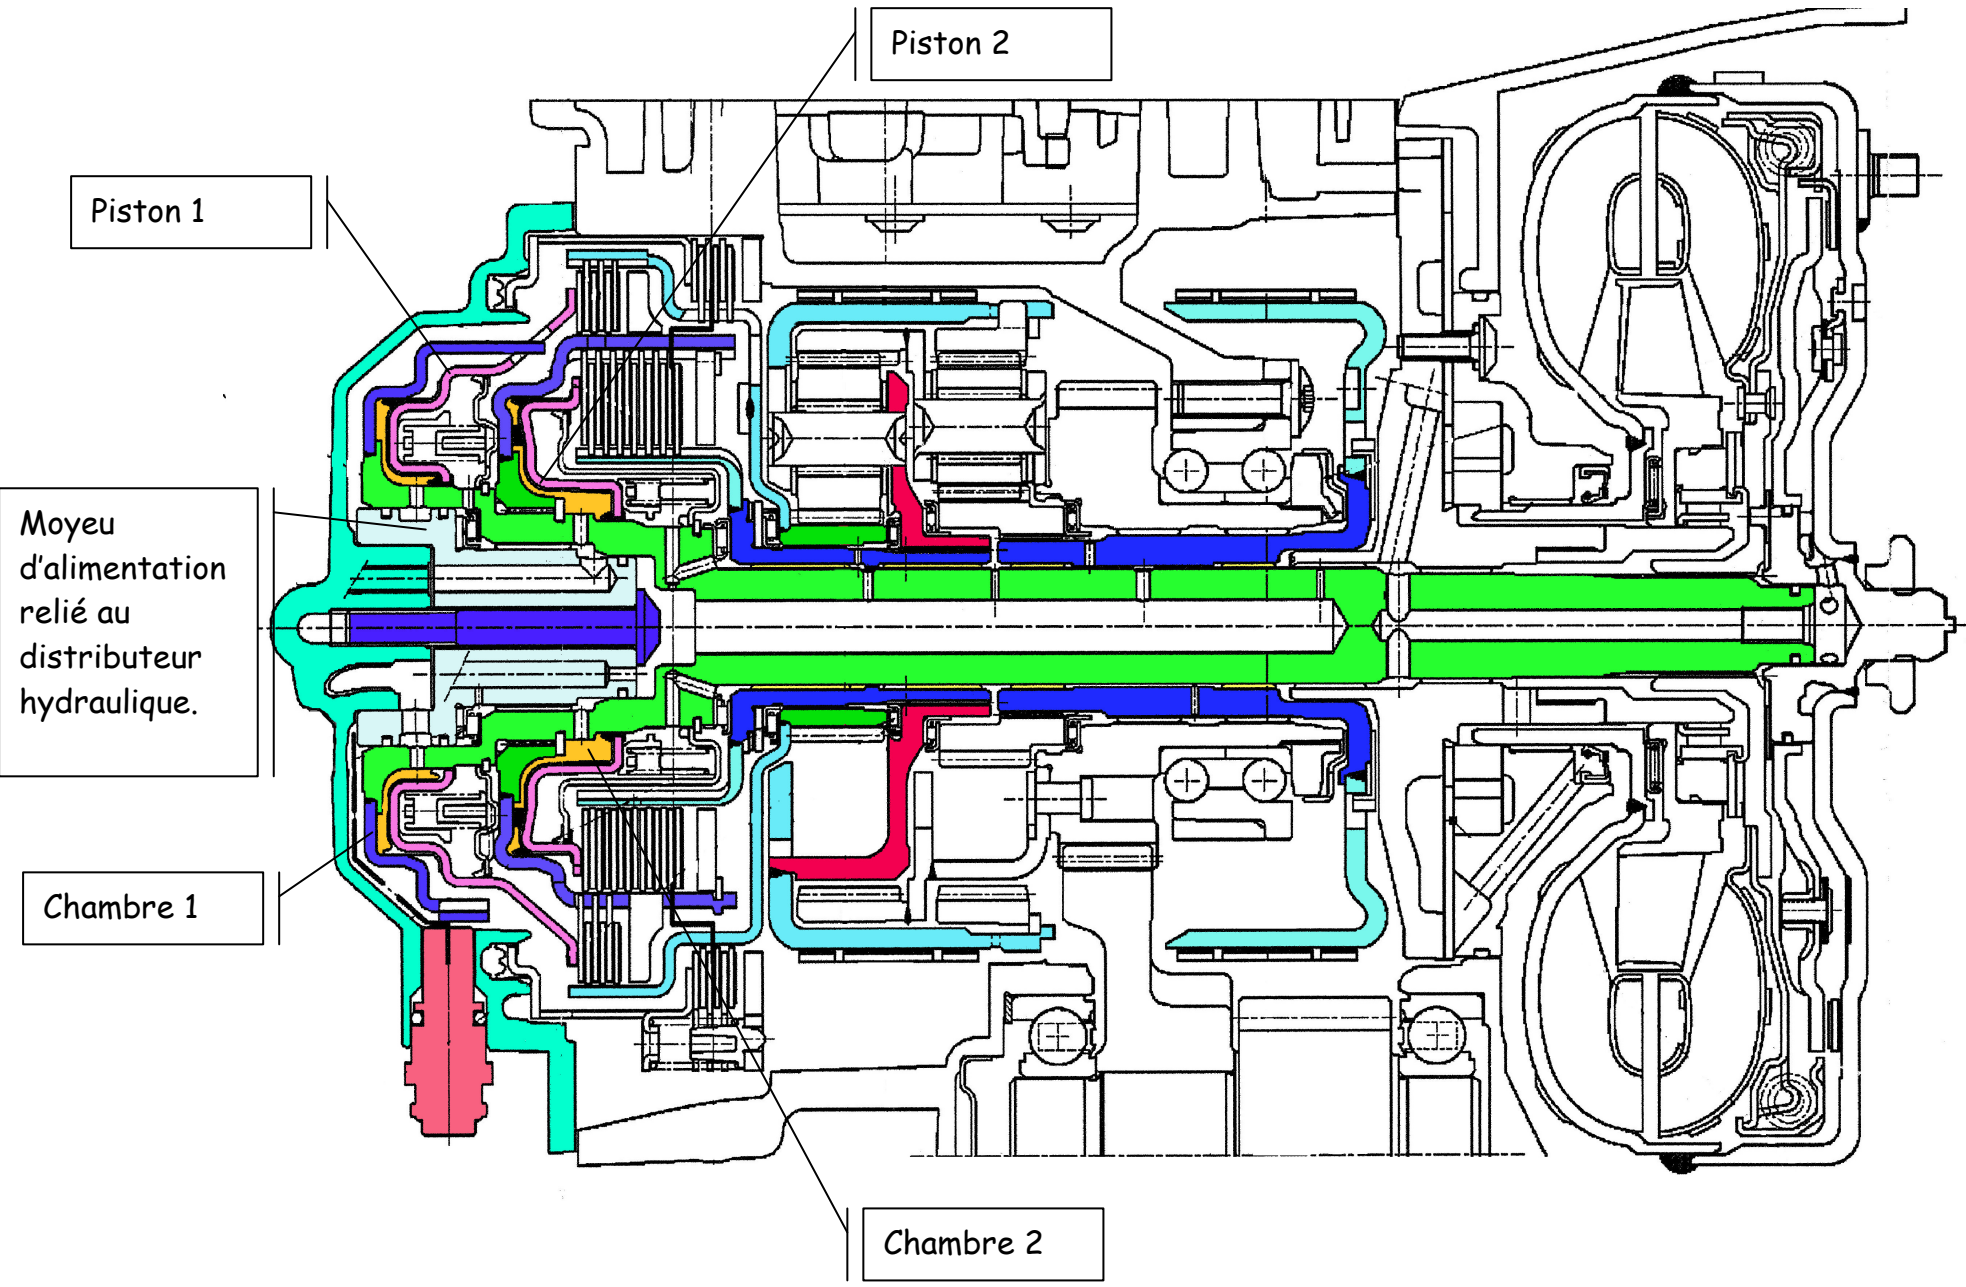 Piston 2
Piston 1
Moyeu
d'alimentation
relié au
distributeur
hydraulique.
Chambre 1
Chambre 2